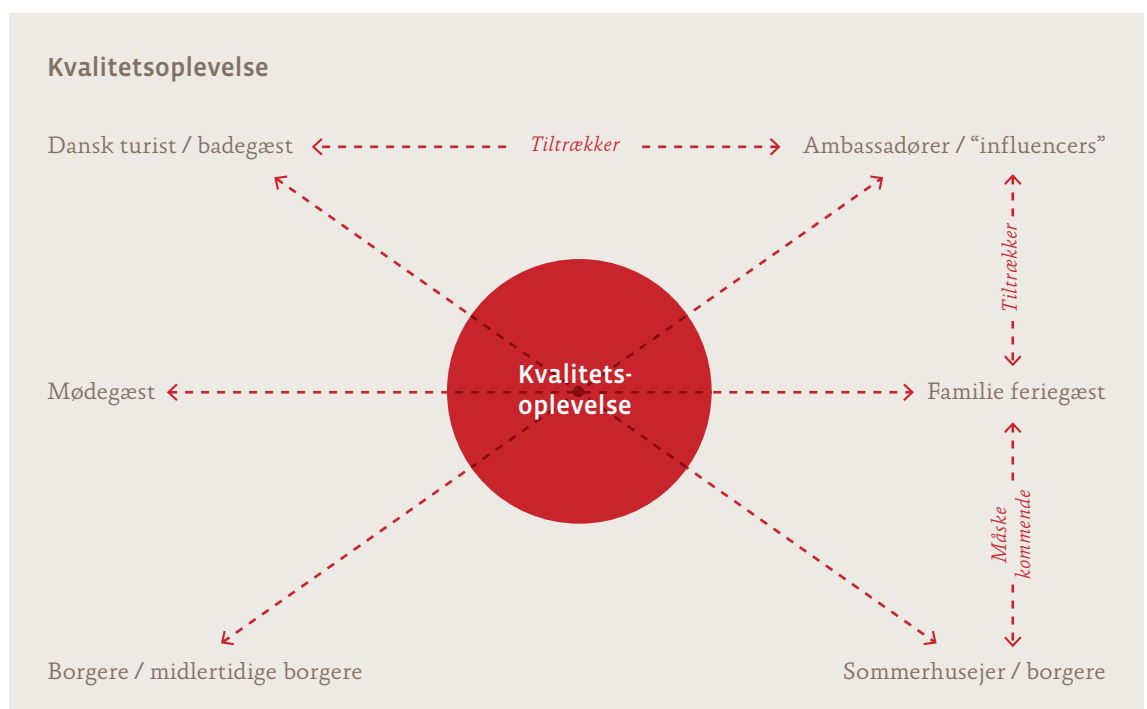 Kvalitetsoplevelse
Dansk turist / badegæst
Tiltrækker
Ambassadører / “influencers”
Tiltrækker
Kvalitets-
oplevelse
Mødegæst
Familie feriegæst
Måske
kommende
Borgere / midlertidige borgere
Sommerhusejer / borgere